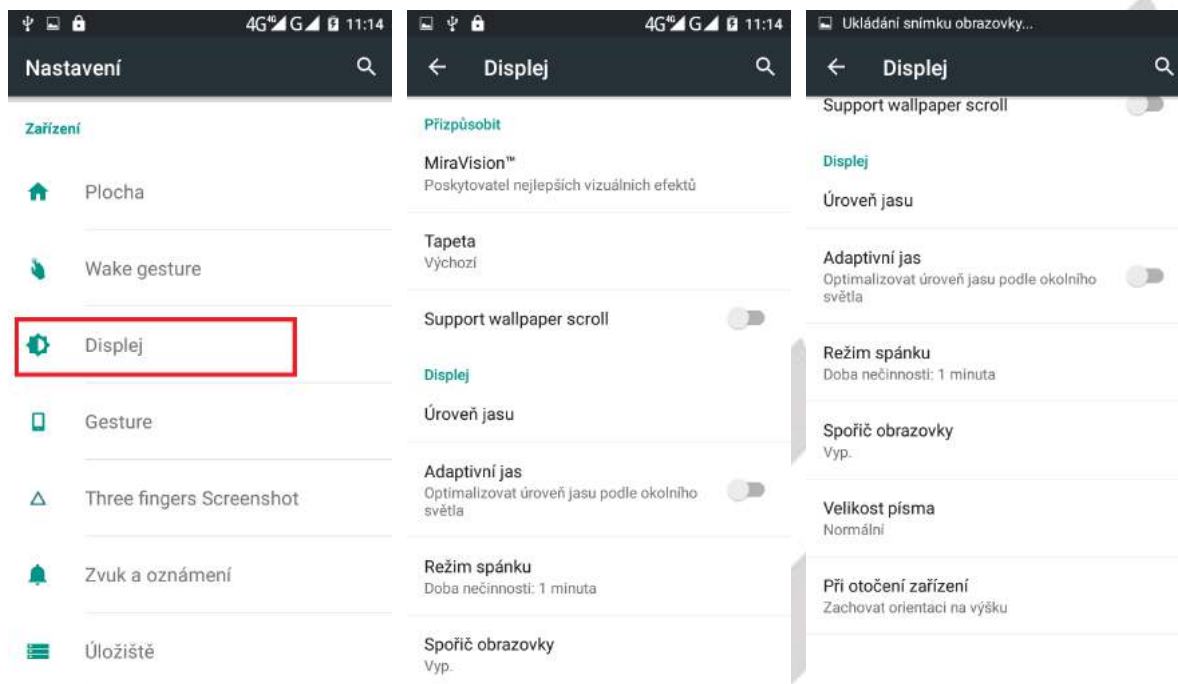 4G 4G G 11:14
Nastavení
Zařízení
Plocha
Wake gesture
Displej
Gesture
Three fingers Screenshot
Zvuk a oznámení
Úložiště
4G 4G G 11:14
Displej
Přizpůsobit
MiraVision™
Poskytovatel nejlepších vizuálních efektů
Tapeta
Výchozí
Support wallpaper scroll
Displej
Úroveň jasu
Adaptivní jas
Optimalizovat úroveň jasu podle okolního
světla
Režim spánku
Doba nečinnosti: 1 minuta
Spořič obrazovky
Vyp.
Ukládání snímku obrazovky...
Displej
Support wallpaper scroll
Displej
Úroveň jasu
Adaptivní jas
Optimalizovat úroveň jasu podle okolního
světla
Režim spánku
Doba nečinnosti: 1 minuta
Spořič obrazovky
Vyp.
Velikost písma
Normální
Při otočení zařízení
Zachovat orientaci na výšku